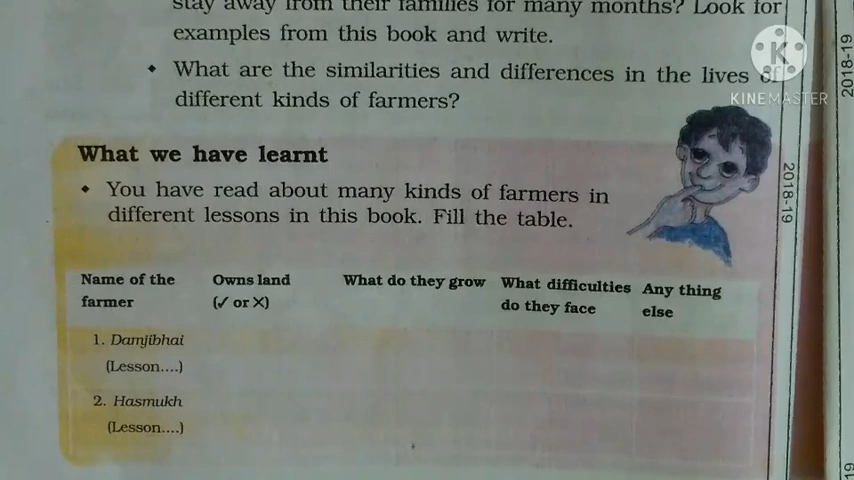 stay away from their families for many months? Look for
examples from this book and write.
• What are the similarities and differences in the lives of
different kinds of farmers?
KINEMASTER
2018-19
2018-19
What we have learnt
• You have read about many kinds of farmers in
different lessons in this book. Fill the table.
Name of the farmer
Owns land (✓ or ✕)
What do they grow
What difficulties do they face
Any thing else
1. Damjibhai
(Lesson....)
2. Hasmukh
(Lesson....)
19